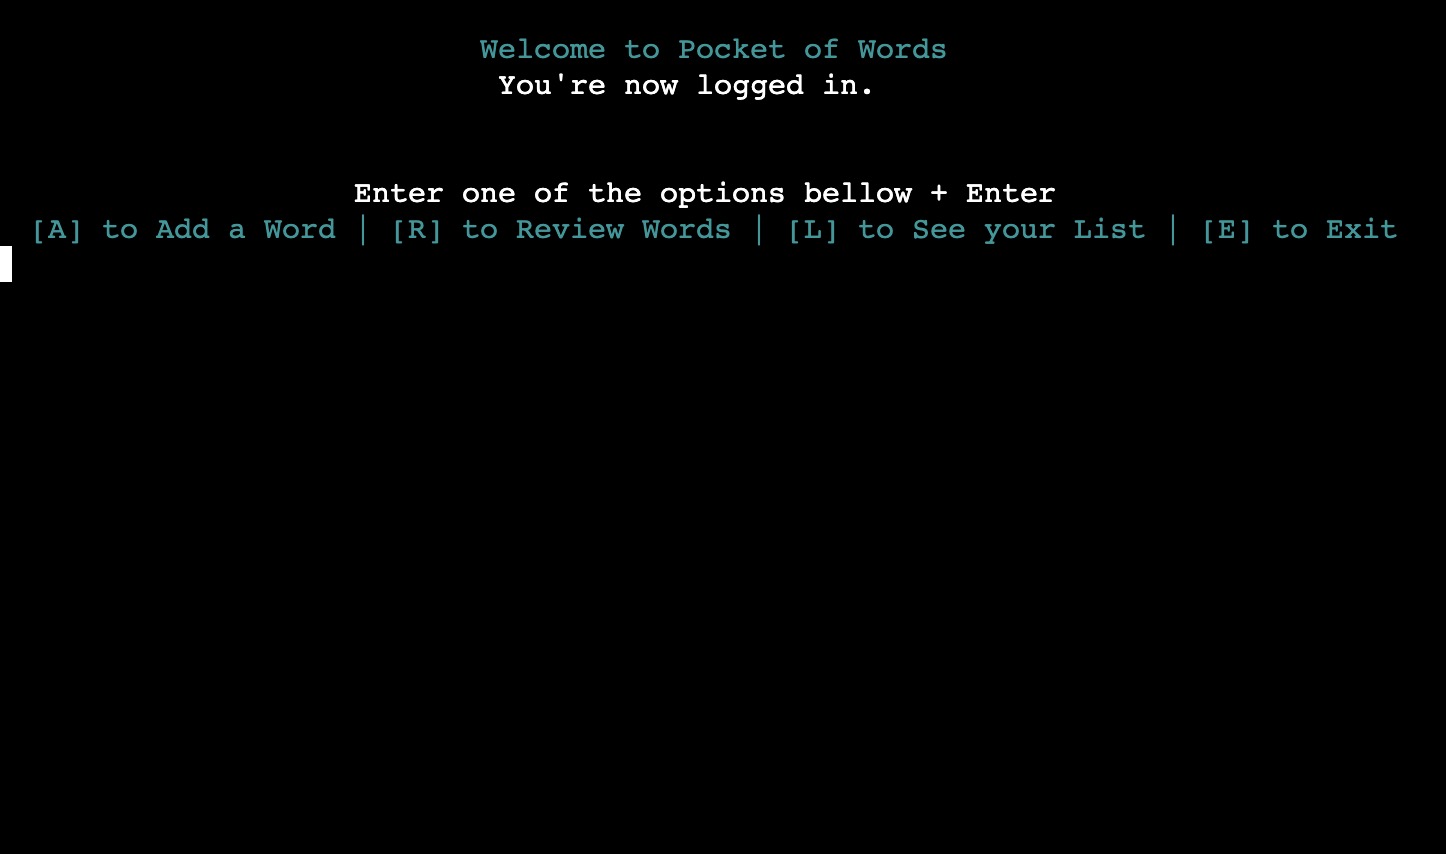 Welcome to Pocket of Words
You're now logged in.
Enter one of the options bellow + Enter
[A] to Add a Word | [R] to Review Words | [L] to See your List | [E] to Exit